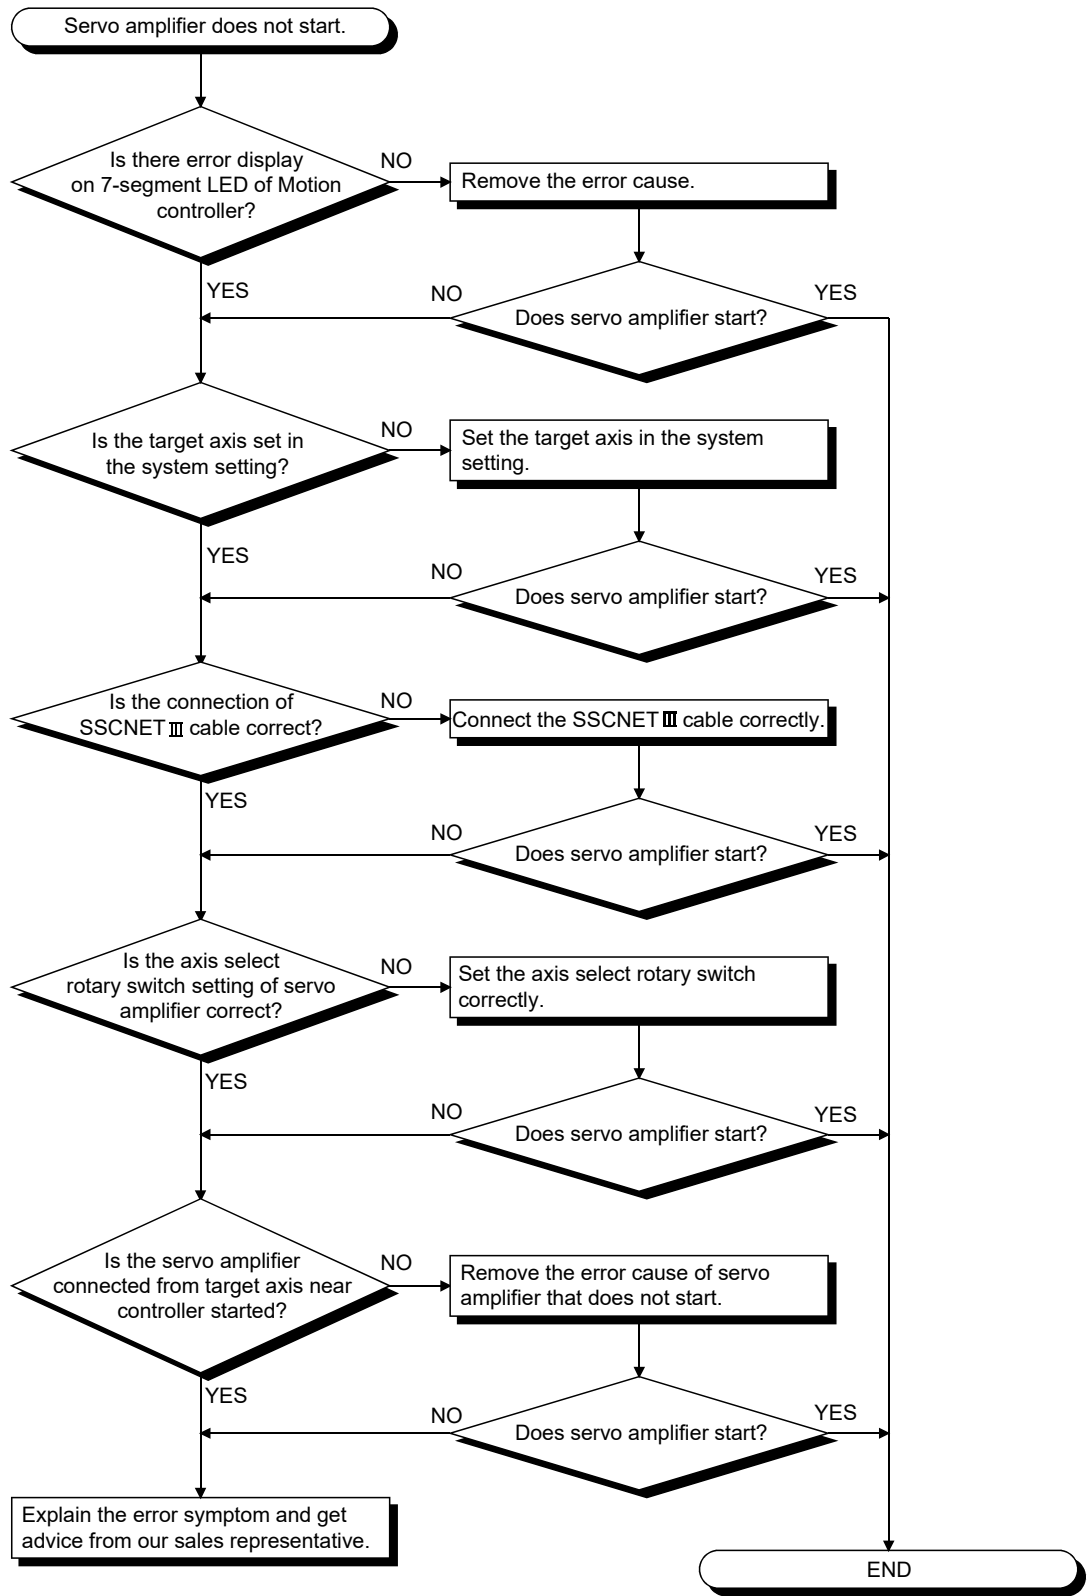 Servo amplifier does not start.
Is there error display
on 7-segment LED of Motion
controller?
NO
Remove the error cause.
YES
NO
Does servo amplifier start?
YES
Is the target axis set in
the system setting?
NO
Set the target axis in the system
setting.
YES
NO
Does servo amplifier start?
YES
Is the connection of
SSCNETⅢ cable correct?
NO
Connect the SSCNETⅢ cable correctly.
YES
NO
Does servo amplifier start?
YES
Is the axis select
rotary switch setting of servo
amplifier correct?
NO
Set the axis select rotary switch
correctly.
YES
NO
Does servo amplifier start?
YES
Is the servo amplifier
connected from target axis near
controller started?
NO
Remove the error cause of servo
amplifier that does not start.
YES
NO
Does servo amplifier start?
YES
Explain the error symptom and get
advice from our sales representative.
END